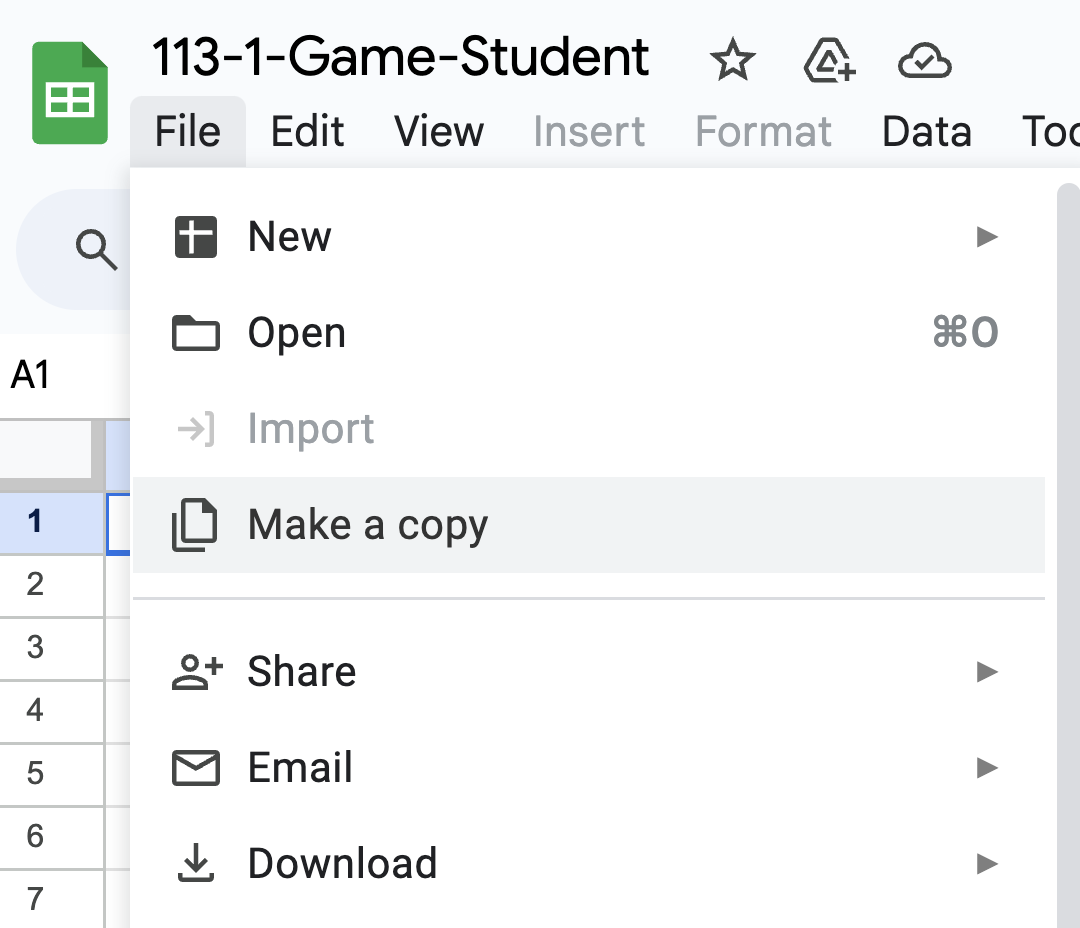 113-1-Game-Student
File Edit View Insert Format Data Too
New
Open ⌘O
A1
Import
1
Make a copy
2
3
Share
4
5
Email
6
Download
7